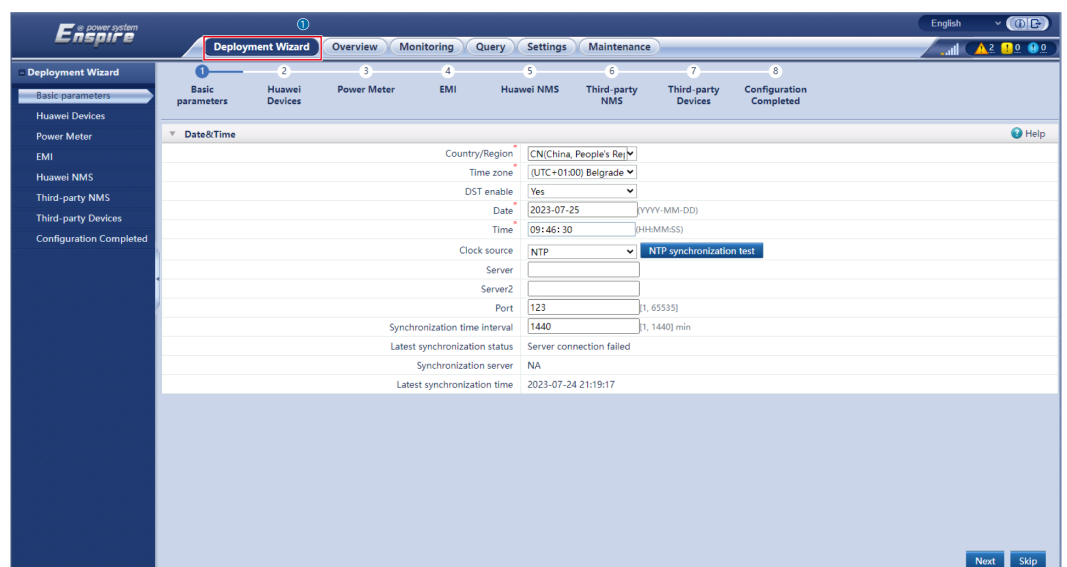 @ power system
Enspire
English
①
Deployment Wizard Overview Monitoring Query Settings Maintenance
2 0 0
Deployment Wizard
Basic parameters
Huawei Devices
Power Meter
EMI
Huawei NMS
Third-party NMS
Third-party Devices
Configuration Completed
1 2 3 4 5 6 7 8
Basic parameters
Huawei Devices
Power Meter
EMI
Huawei NMS
Third-party NMS
Third-party Devices
Configuration Completed
Date&Time
Help
Country/Region * CN(China, People's Re
Time zone * (UTC+01:00) Belgrade
DST enable Yes
Date * 2023-07-25 (YYYY-MM-DD)
Time * 09:46:30 (HH:MM:SS)
Clock source NTP NTP synchronization test
Server
Server2
Port 123 [1, 65535]
Synchronization time interval 1440 [1, 1440] min
Latest synchronization status Server connection failed
Synchronization server NA
Latest synchronization time 2023-07-24 21:19:17
Next Skip